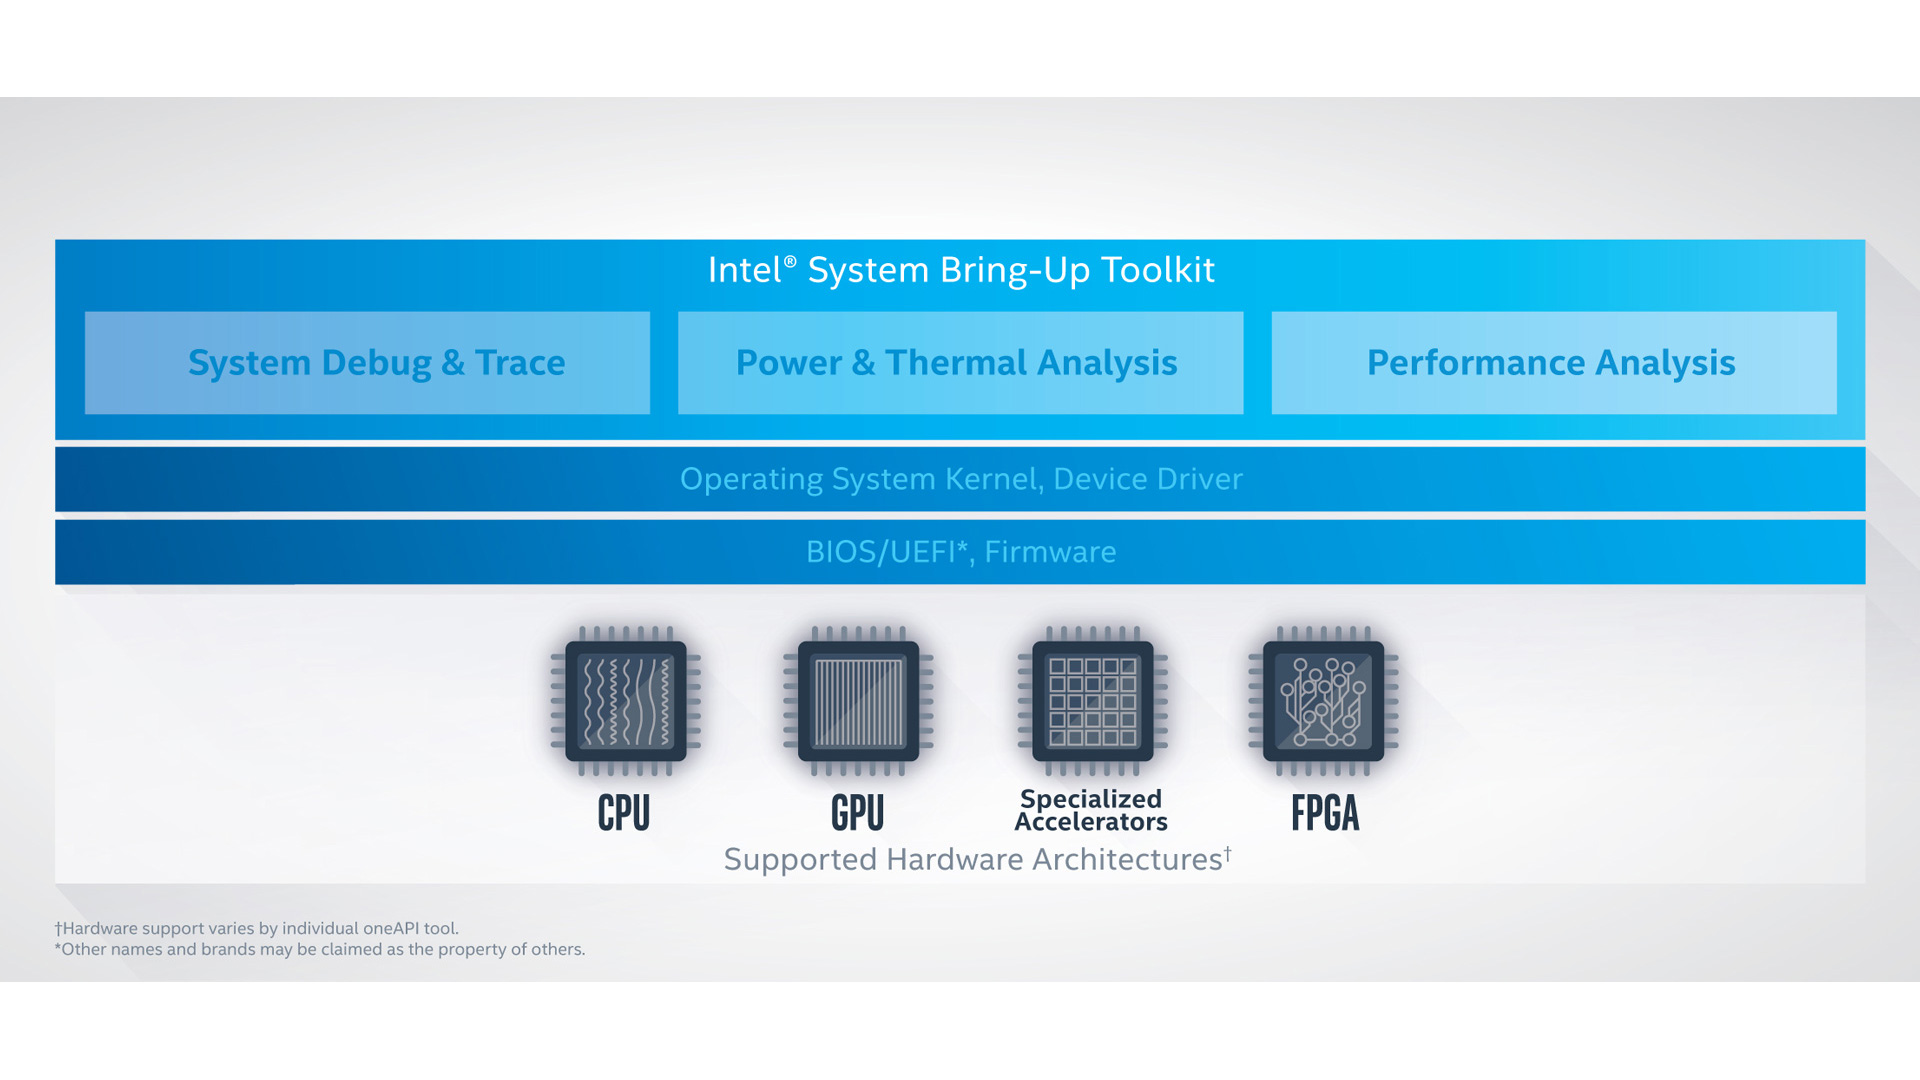 Intel® System Bring-Up Toolkit
System Debug & Trace
Power & Thermal Analysis
Performance Analysis
Operating System Kernel, Device Driver
BIOS/UEFI*, Firmware
CPU
GPU
Specialized
Accelerators
FPGA
Supported Hardware Architectures†
†Hardware support varies by individual oneAPI tool.
*Other names and brands may be claimed as the property of others.